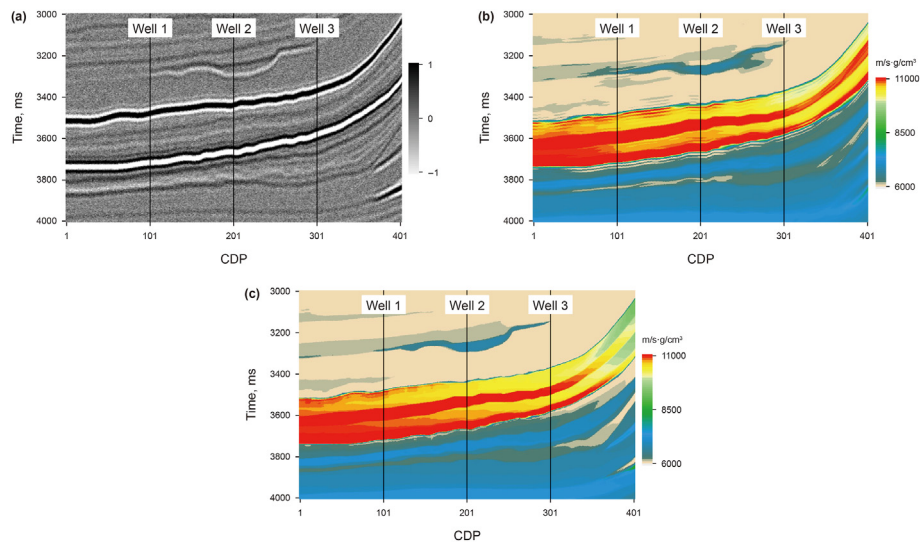 (a)
Well 1 Well 2 Well 3
3000
3200
3400
3600
3800
4000
Time, ms
1 101 201 301 401
CDP
1
0
−1
(b)
Well 1 Well 2 Well 3
3000
3200
3400
3600
3800
4000
Time, ms
1 101 201 301 401
CDP
m/s·g/cm³
11000
8500
6000
(c)
Well 1 Well 2 Well 3
3000
3200
3400
3600
3800
4000
Time, ms
1 101 201 301 401
CDP
m/s·g/cm³
11000
8500
6000